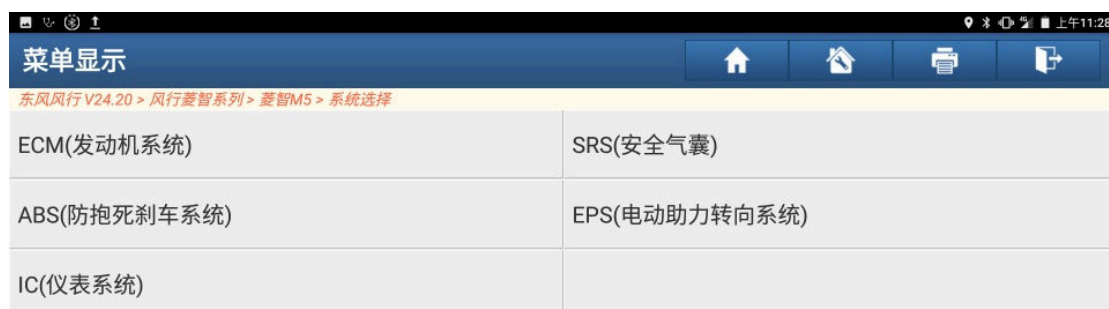 上午11:28
菜单显示
东风风行 V24.20 > 风行菱智系列 > 菱智M5 > 系统选择
ECM(发动机系统)
SRS(安全气囊)
ABS(防抱死刹车系统)
EPS(电动助力转向系统)
IC(仪表系统)